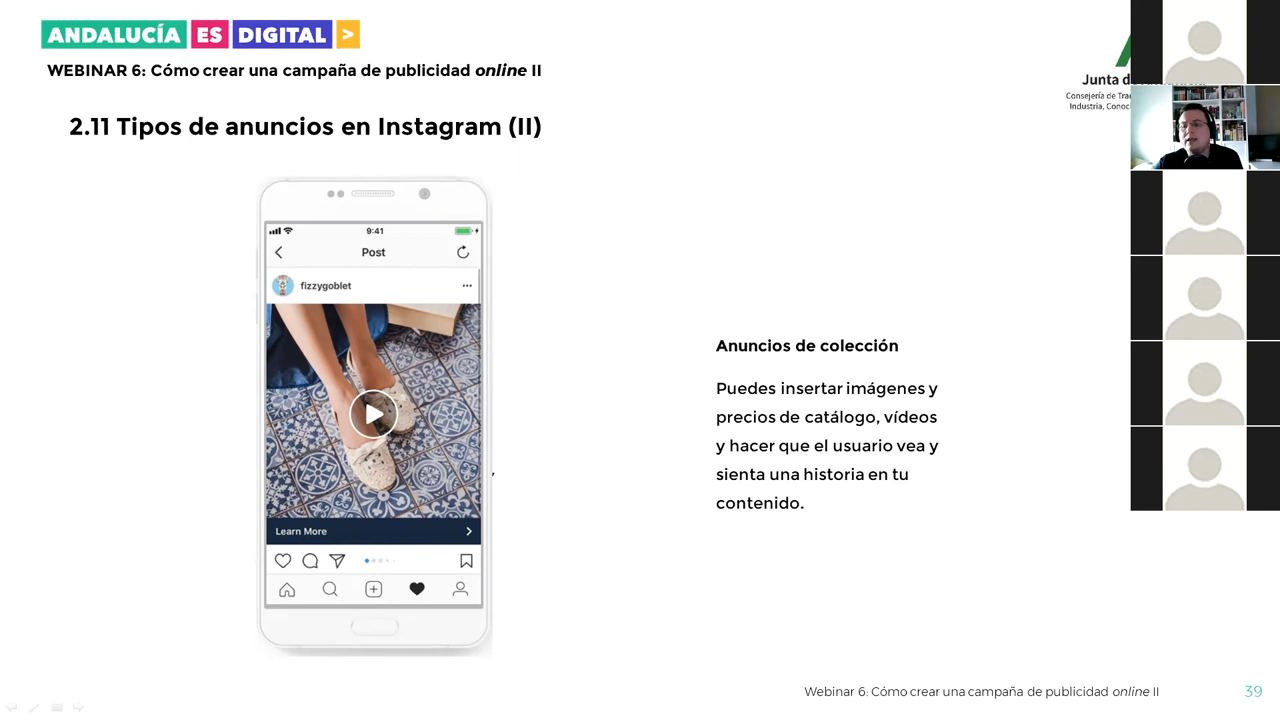 ANDALUCÍA ES DIGITAL >
WEBINAR 6: Cómo crear una campaña de publicidad online II
Junta d
Consejería de Tra
Industria, Conoc
2.11 Tipos de anuncios en Instagram (II)
9:41
Post
fizzygoblet
Learn More
Anuncios de colección
Puedes insertar imágenes y
precios de catálogo, vídeos
y hacer que el usuario vea y
sienta una historia en tu
contenido.
Webinar 6: Cómo crear una campaña de publicidad online II
39